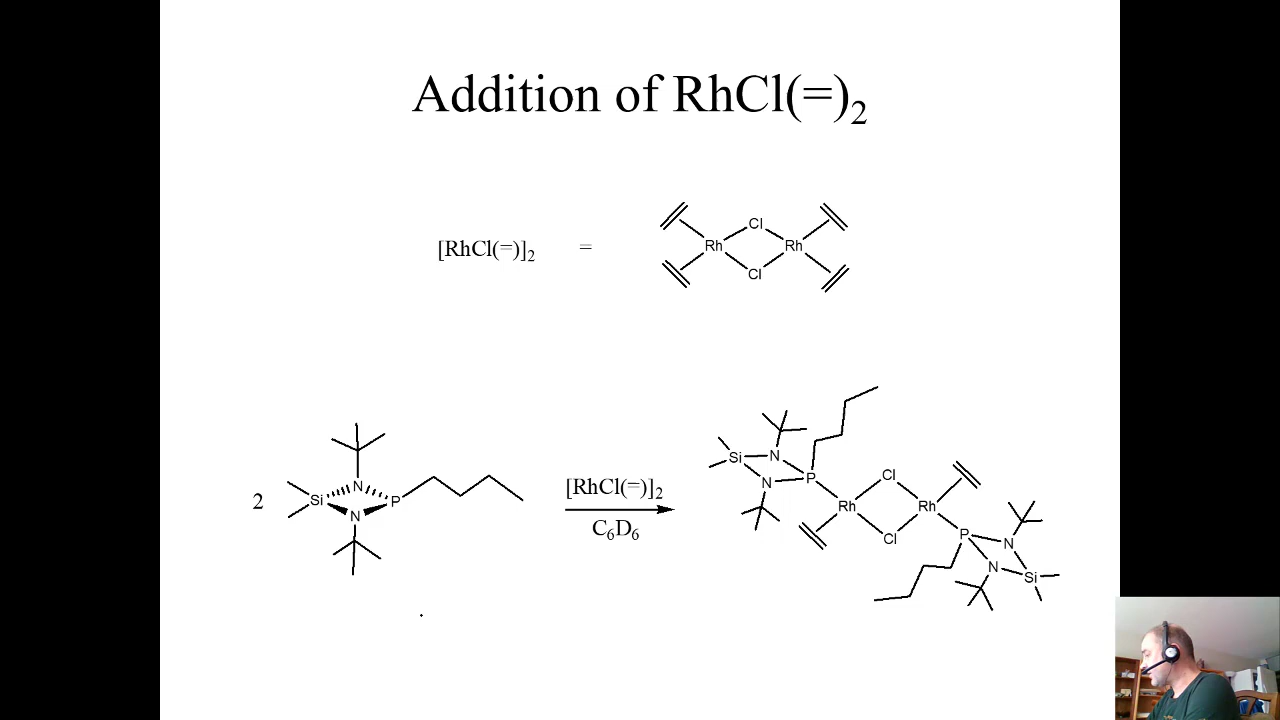 Addition of RhCl(=)₂
[RhCl(=)]₂ =
Cl
Rh Rh
Cl
2
N
Si P
N
[RhCl(=)]₂
C₆D₆
Si N
N P
Cl
Rh Rh
Cl
P N
N Si